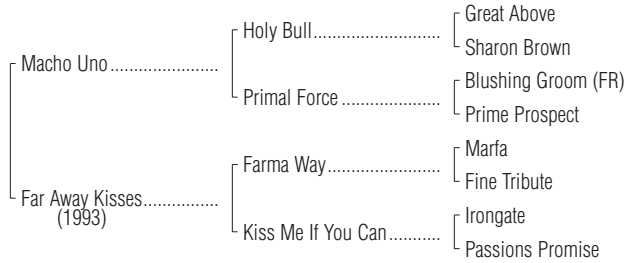 Great Above
Holy Bull...........................
Sharon Brown
Macho Uno .......................
Blushing Groom (FR)
Primal Force .....................
Prime Prospect
Marfa
Farma Way........................
Fine Tribute
Far Away Kisses................
(1993)
Irongate
Kiss Me If You Can...........
Passions Promise